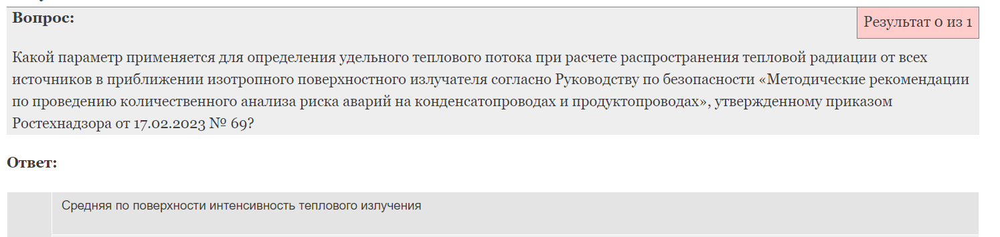 Вопрос:
Результат 0 из 1
Какой параметр применяется для определения удельного теплового потока при расчете распространения тепловой радиации от всех
источников в приближении изотропного поверхностного излучателя согласно Руководству по безопасности «Методические рекомендации
по проведению количественного анализа риска аварий на конденсатопроводах и продуктопроводах», утвержденному приказом
Ростехнадзора от 17.02.2023 № 69?
Ответ:
Средняя по поверхности интенсивность теплового излучения